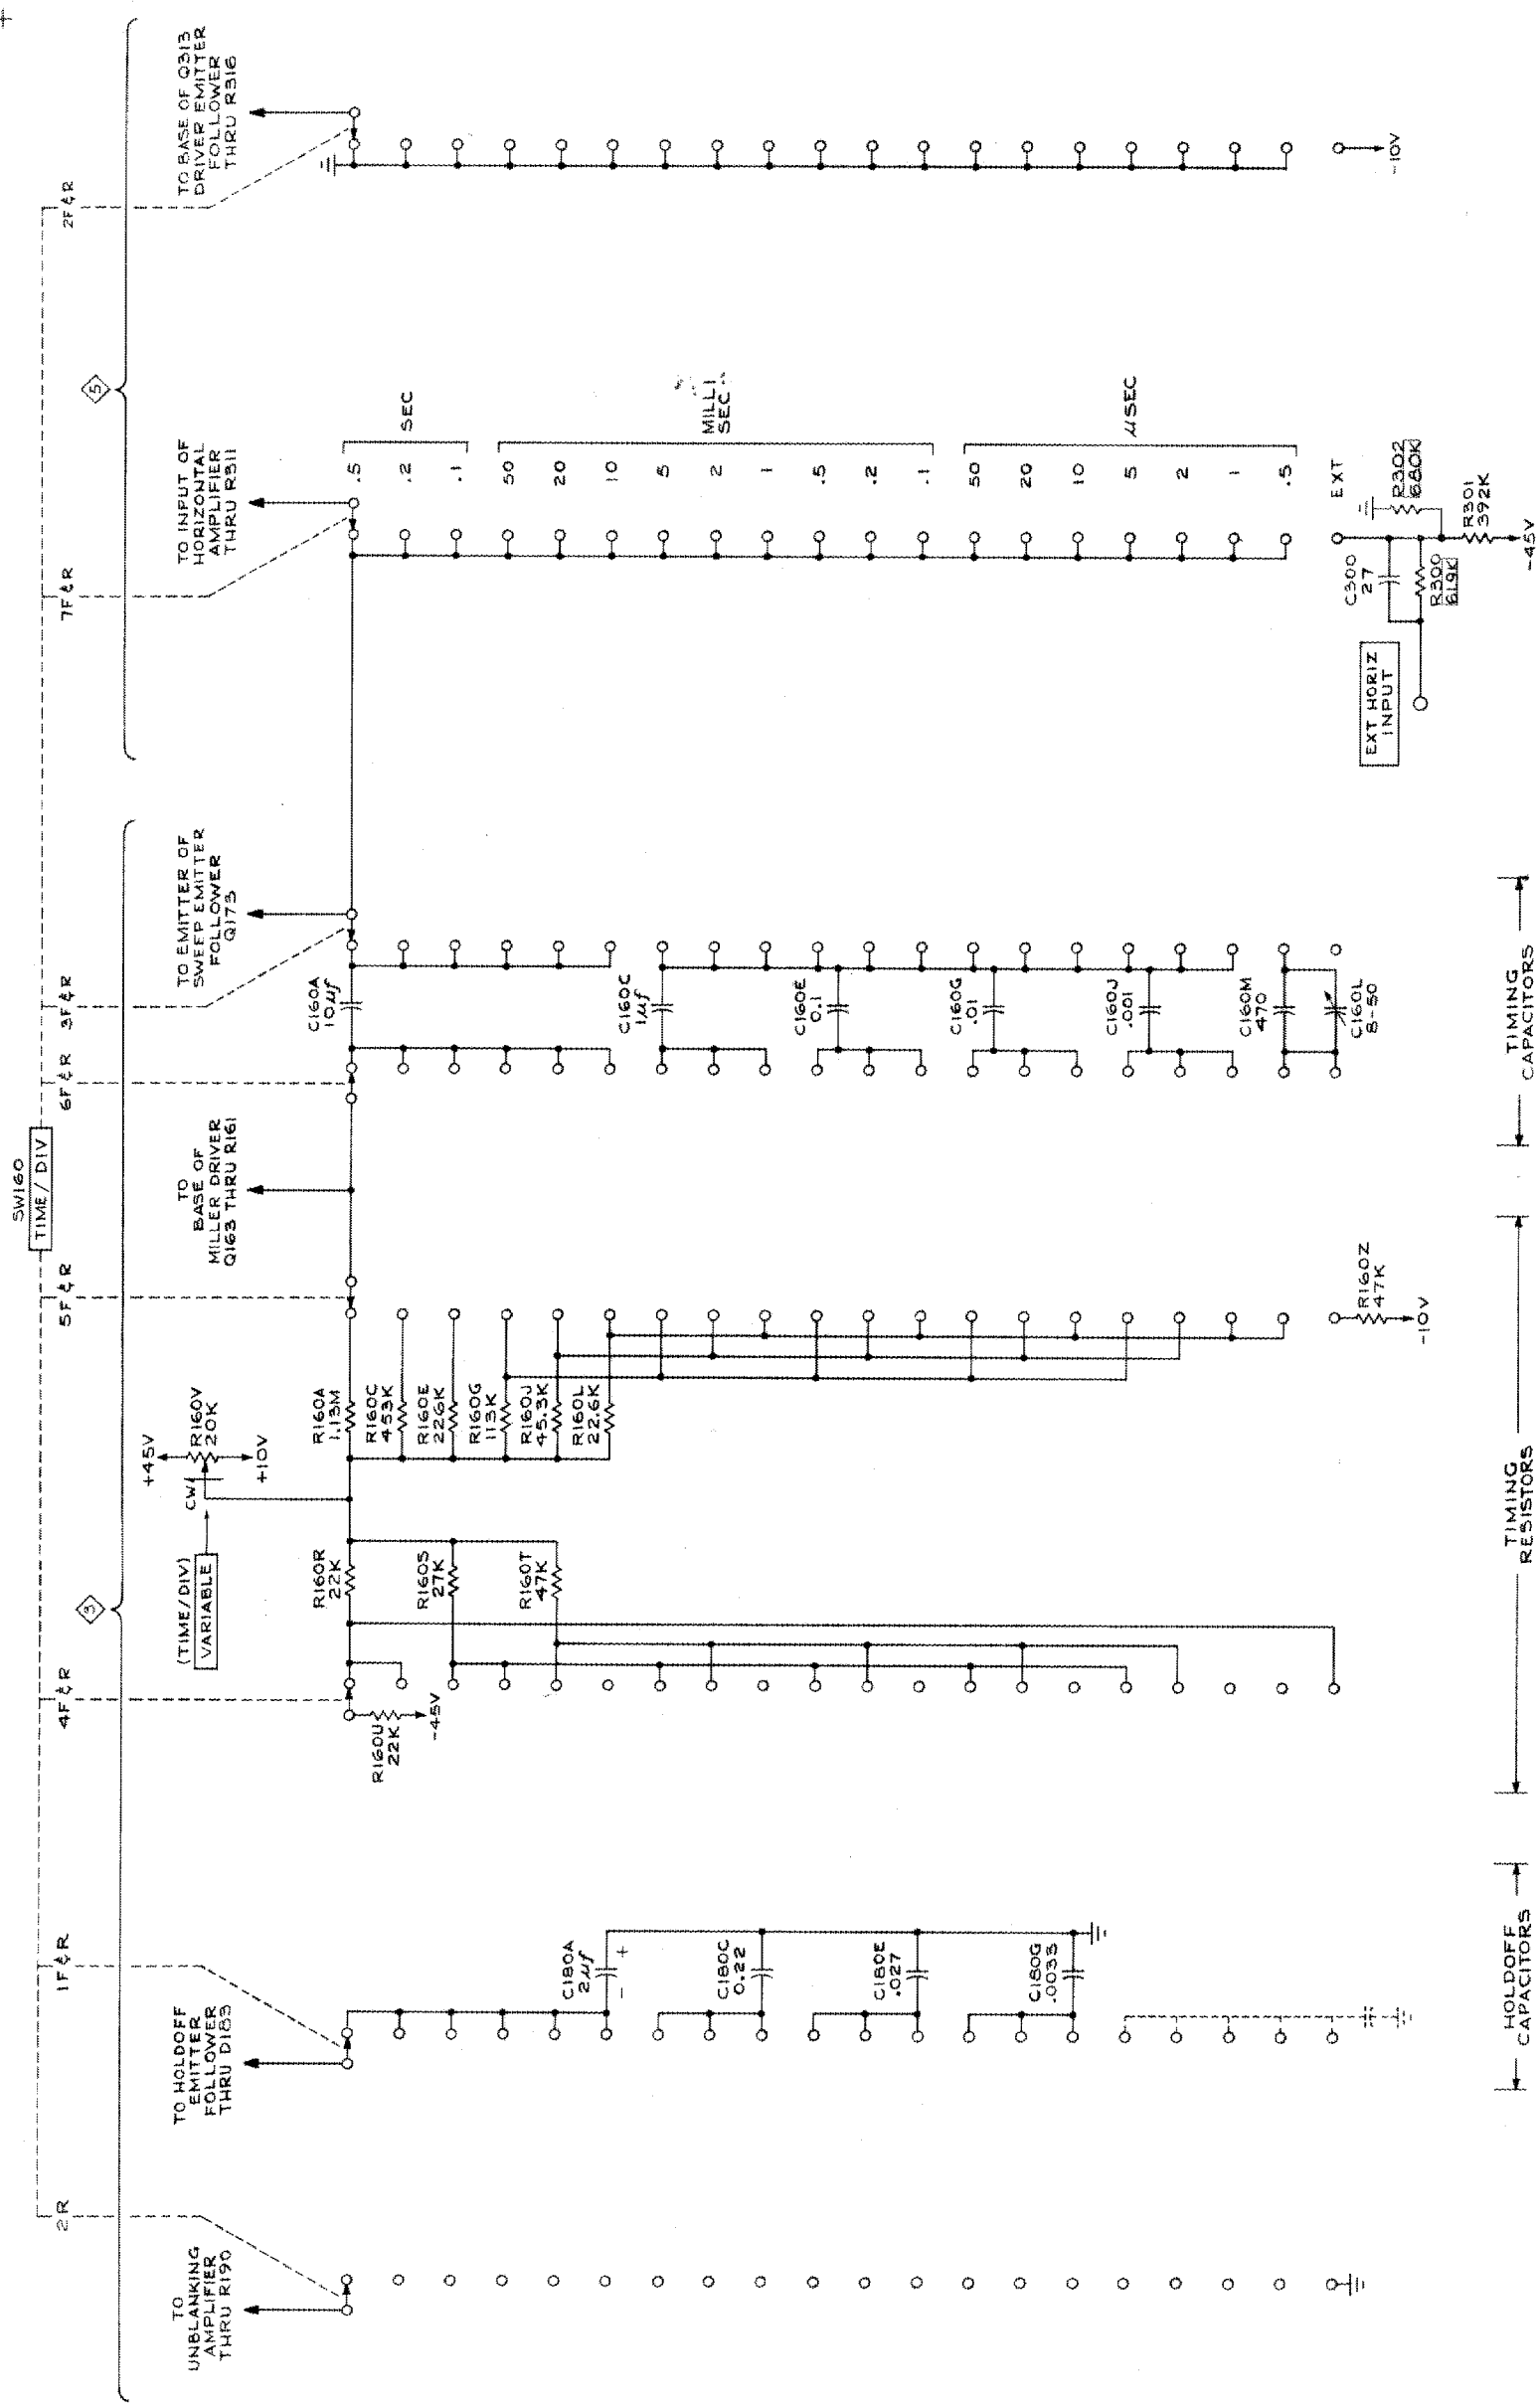 SW160
TIME/ DIV
2R
1F&R
4F&R
5F&R
6F&R
3F&R
7F&R
2F&R
3
5
TO
UNBLANKING
AMPLIFIER
THRU R190
TO HOLDOFF
EMITTER
FOLLOWER
THRU D183
(TIME/DIV)
VARIABLE
CW
+45V
R160V
20K
+10V
TO
BASE OF
MILLER DRIVER
Q163 THRU R161
TO EMITTER OF
SWEEP EMITTER
FOLLOWER
Q173
TO INPUT OF
HORIZONTAL
AMPLIFIER
THRU R311
TO BASE OF Q313
DRIVER EMITTER
FOLLOWER
THRU R316
R160U
22K
-45V
R160R
22K
R160S
27K
R160T
47K
R160A
1.13M
R160C
453K
R160E
226K
R160G
113K
R160J
45.3K
R160L
22.6K
R160Z
47K
-10V
C180A
2µf
- +
C180C
0.22
C180E
.027
C180G
.0033
C160A
10µf
C160C
1µf
C160E
0.1
C160G
.01
C160J
.001
C160M
470
C160L
8-50
.5
.2
.1
SEC
50
20
10
5
2
1
.5
.2
.1
MILLI
SEC
50
20
10
5
2
1
.5
µSEC
EXT
EXT HORIZ
INPUT
C300
27
R300
619K
R302
680K
R301
392K
-45V
-10V
HOLDOFF
CAPACITORS
TIMING
RESISTORS
TIMING
CAPACITORS